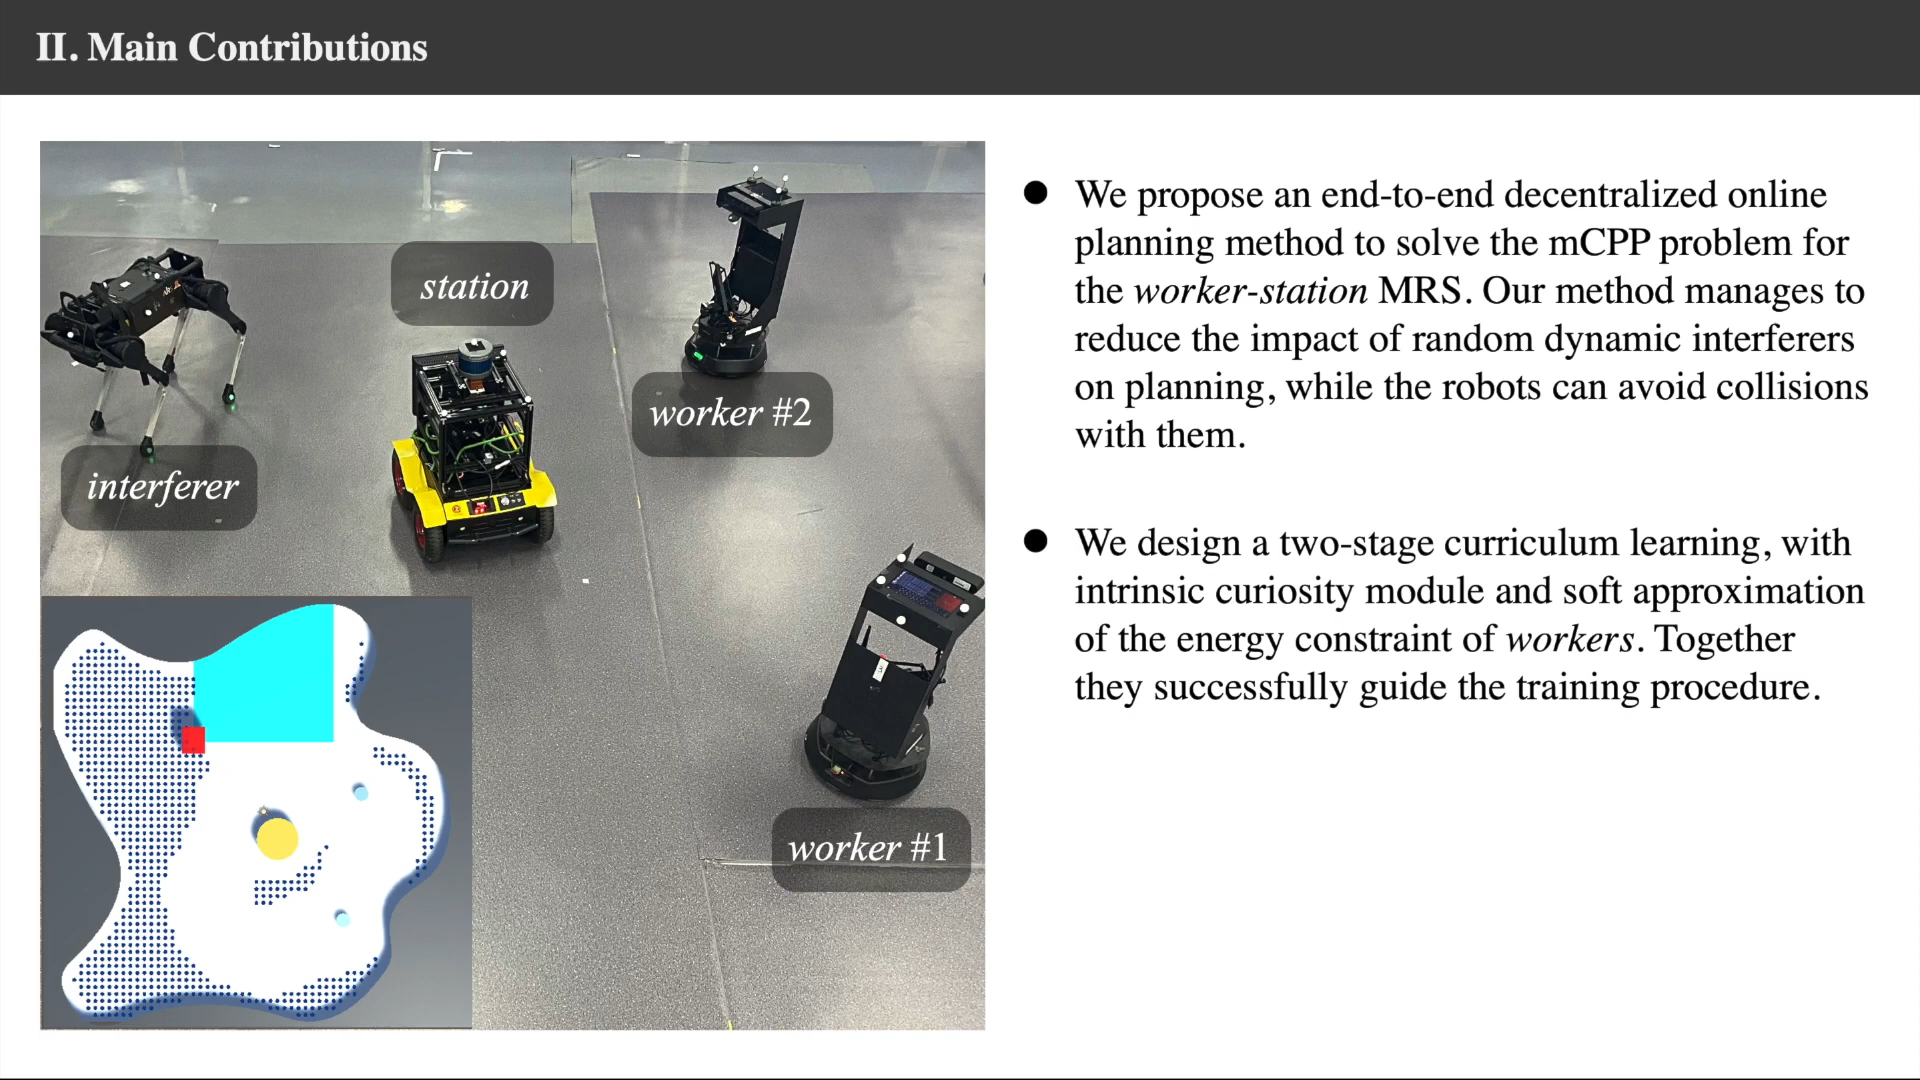 II. Main Contributions
station
worker #2
interferer
worker #1
● We propose an end-to-end decentralized online
planning method to solve the mCPP problem for
the worker-station MRS. Our method manages to
reduce the impact of random dynamic interferers
on planning, while the robots can avoid collisions
with them.
● We design a two-stage curriculum learning, with
intrinsic curiosity module and soft approximation
of the energy constraint of workers. Together
they successfully guide the training procedure.